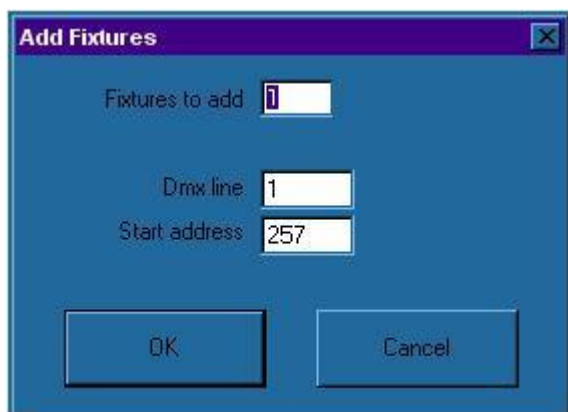 Add Fixtures
Fixtures to add 1
Dmx line 1
Start address 257
OK Cancel